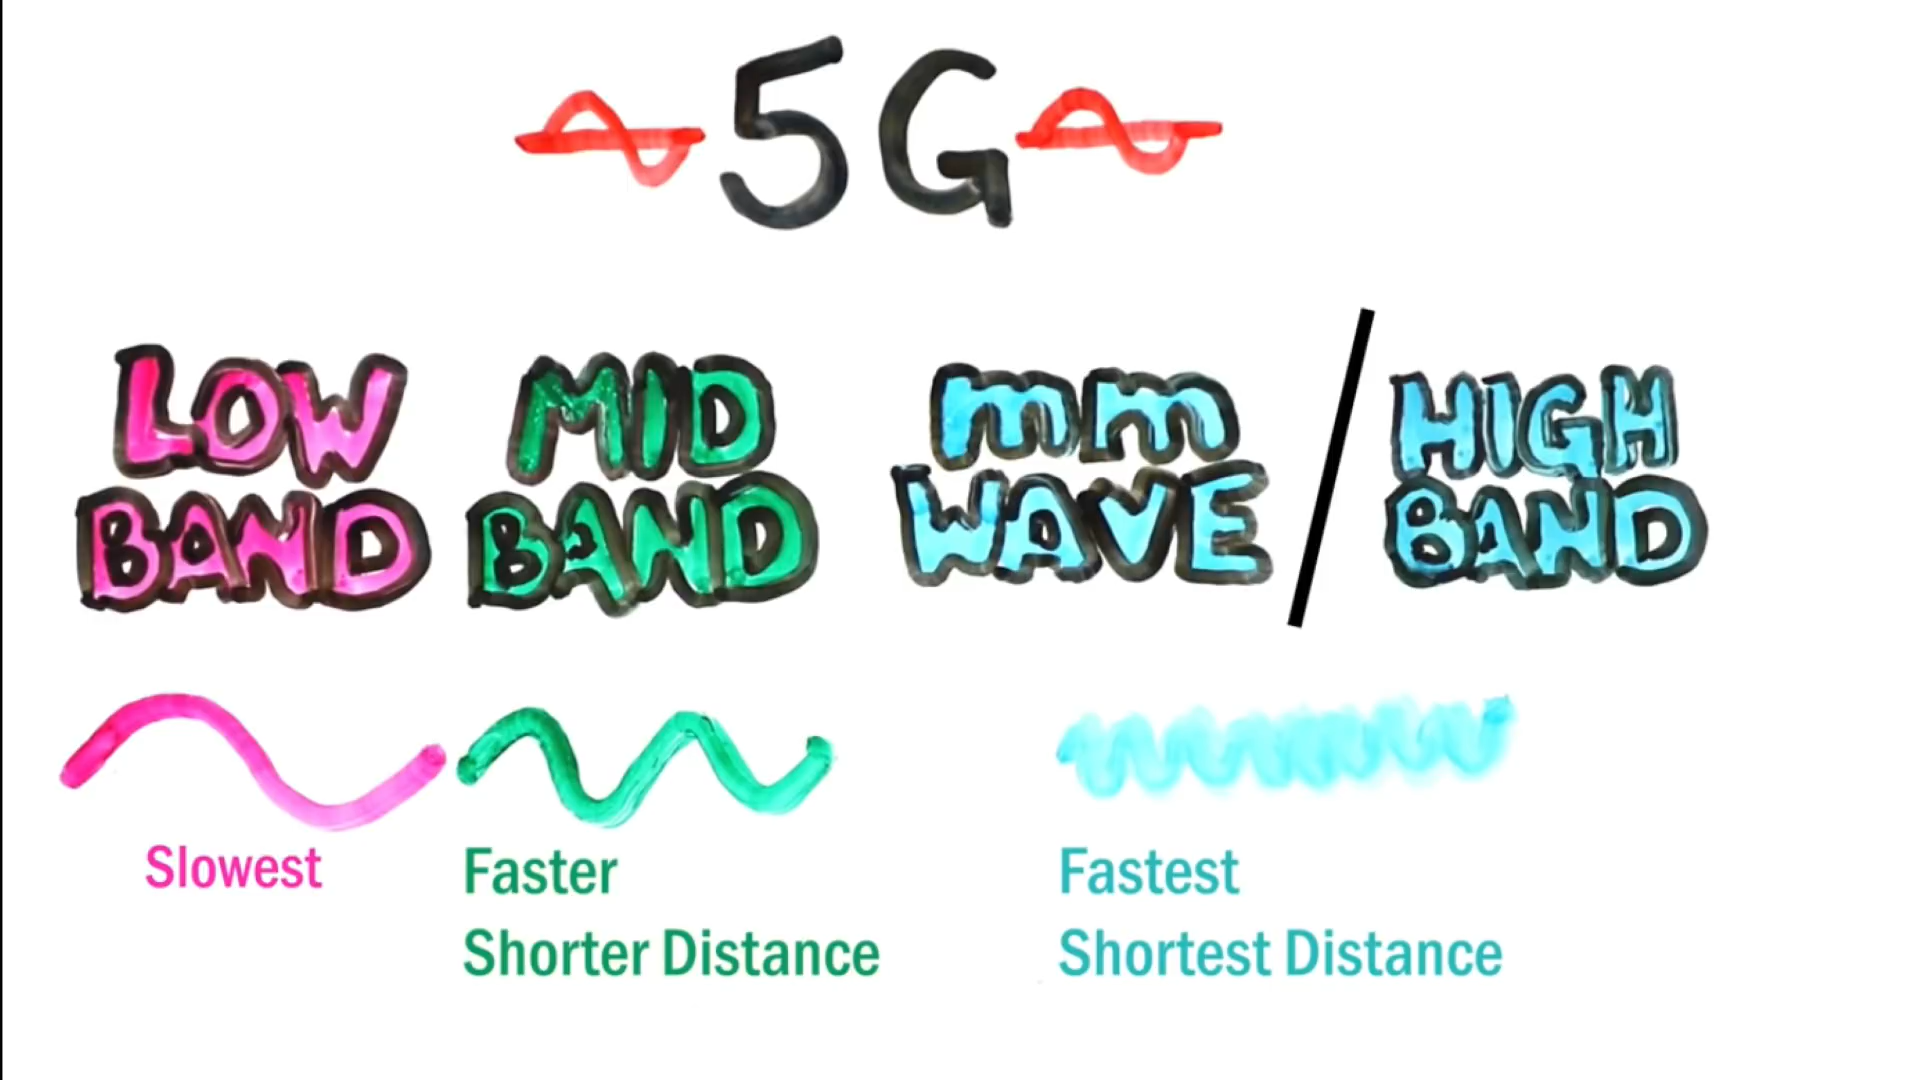 5G
LOW BAND
MID BAND
mm WAVE / HIGH BAND
Slowest
Faster
Shorter Distance
Fastest
Shortest Distance